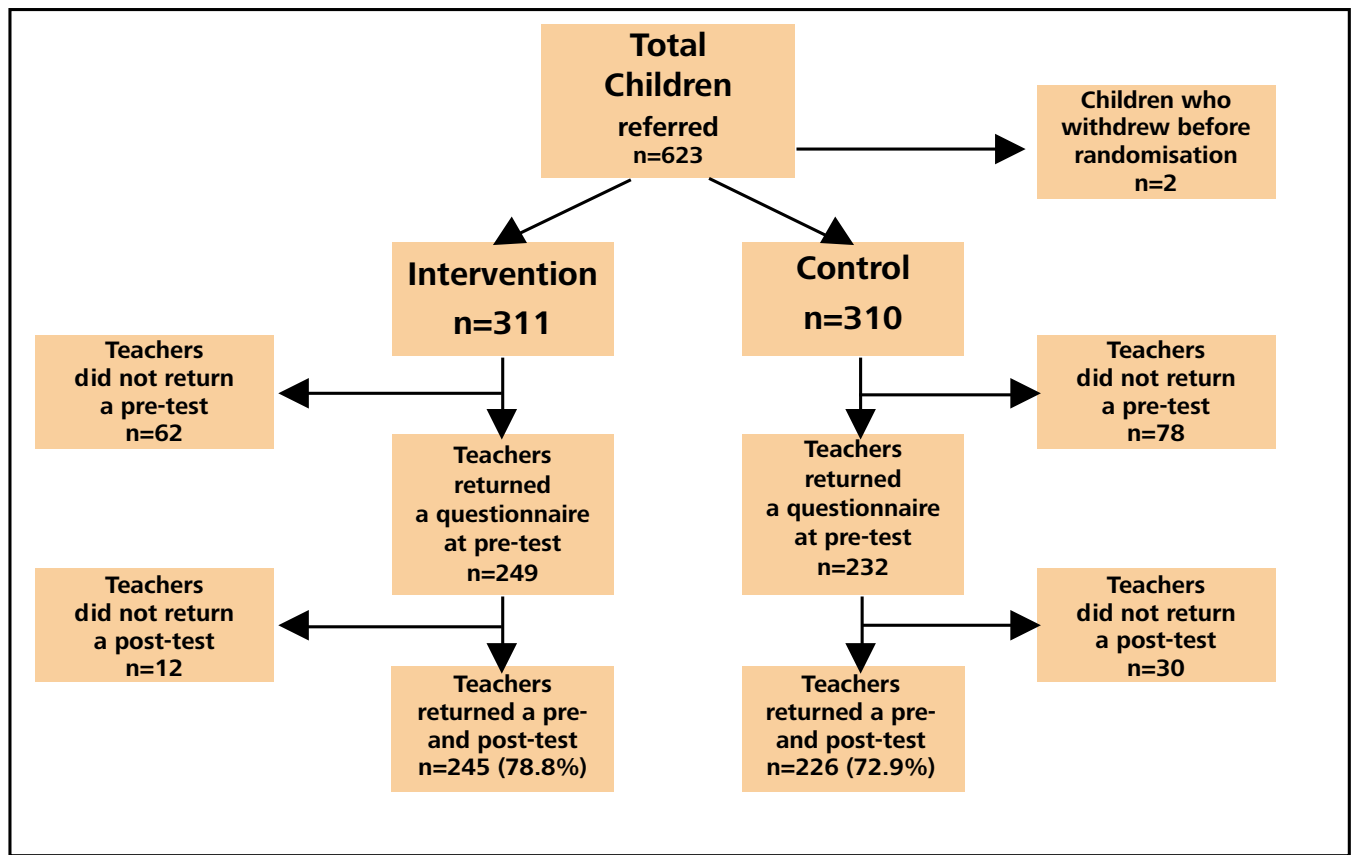 Total
Children
referred
n=623
Children who
withdrew before
randomisation
n=2
Intervention
n=311
Control
n=310
Teachers
did not return
a pre-test
n=62
Teachers
did not return
a pre-test
n=78
Teachers
returned
a questionnaire
at pre-test
n=249
Teachers
returned
a questionnaire
at pre-test
n=232
Teachers
did not return
a post-test
n=12
Teachers
did not return
a post-test
n=30
Teachers
returned a pre-
and post-test
n=245 (78.8%)
Teachers
returned a pre-
and post-test
n=226 (72.9%)